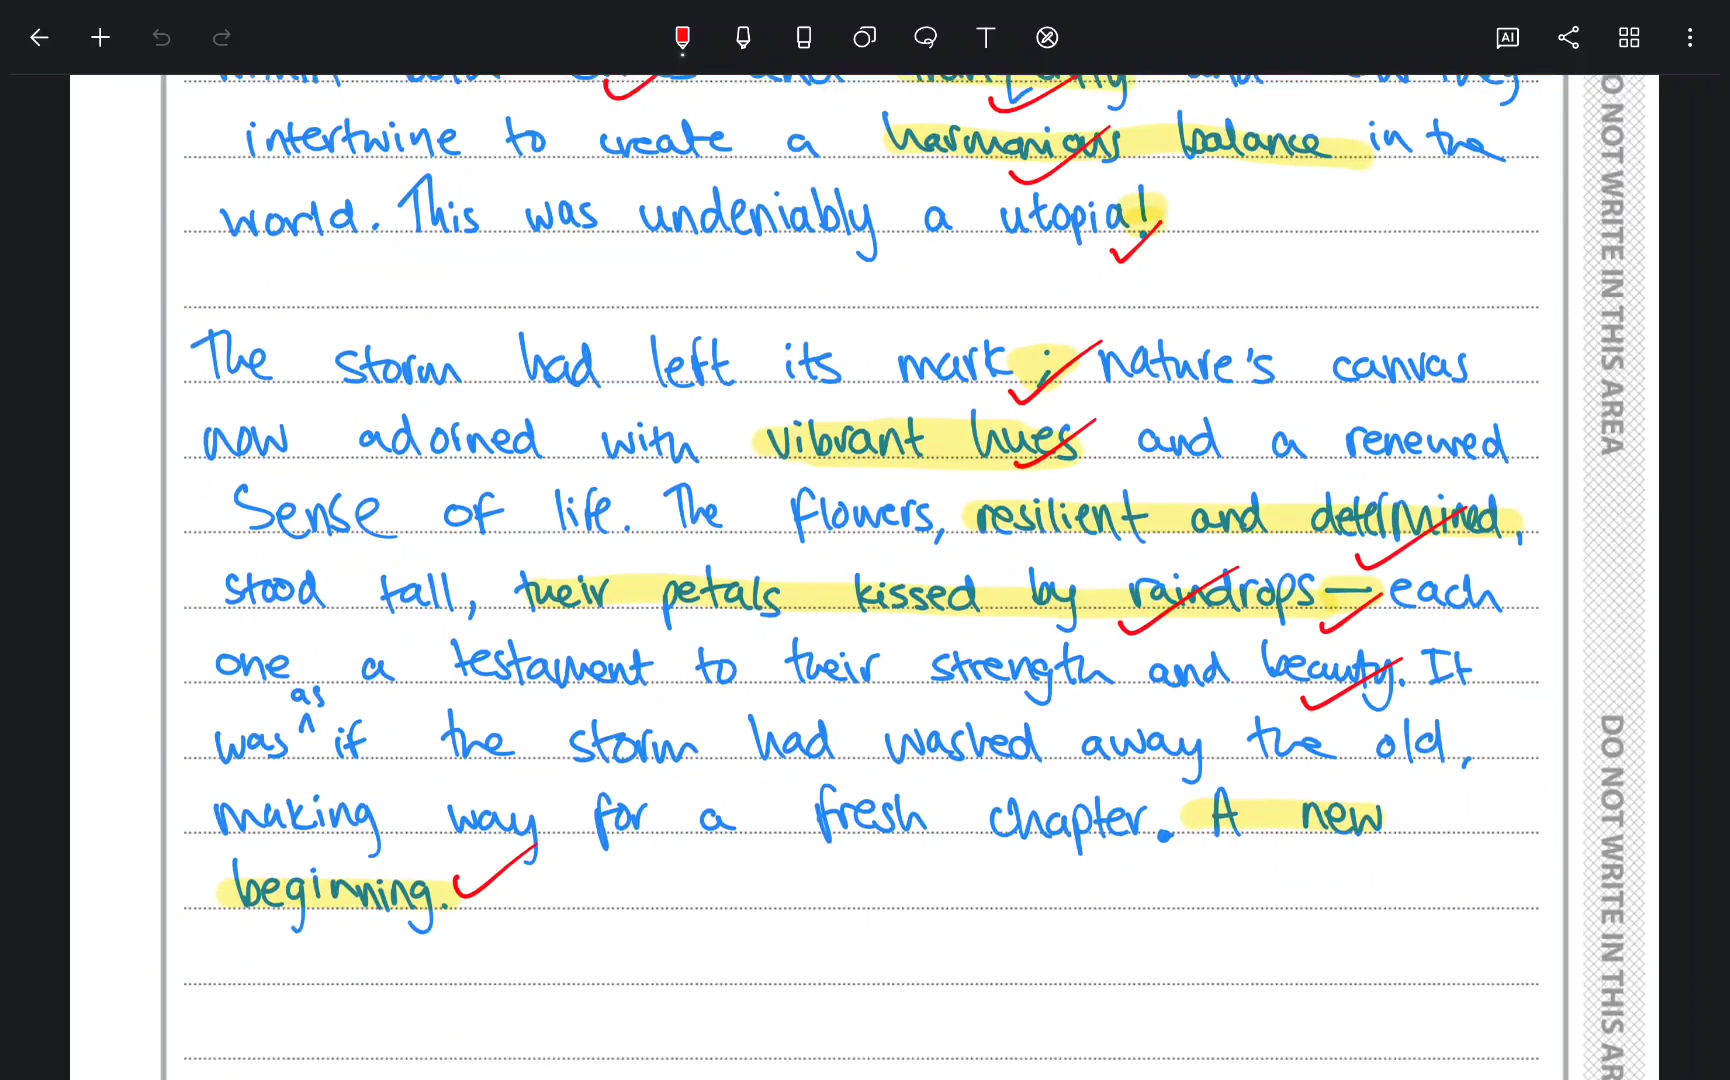 intertwine to create a harmonious balance in the
world. This was undeniably a utopia!
The storm had left its mark; nature's canvas
now adorned with vibrant hues and a renewed
sense of life. The flowers, resilient and determined,
stood tall, their petals kissed by raindrops — each
one a testament to their strength and beauty. It
was as if the storm had washed away the old,
making way for a fresh chapter. A new
beginning.
DO NOT WRITE IN THIS AREA
DO NOT WRITE IN THIS AR
AI
T